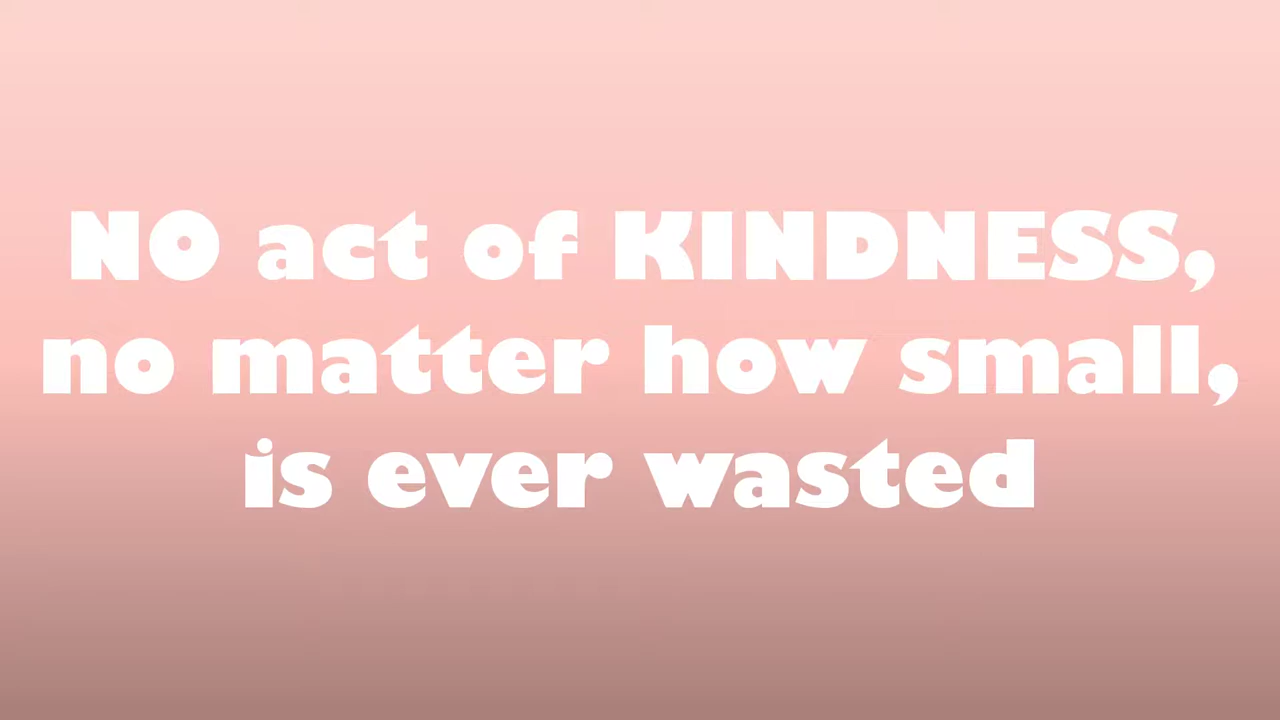 NO act of KINDNESS,
no matter how small,
is ever wasted